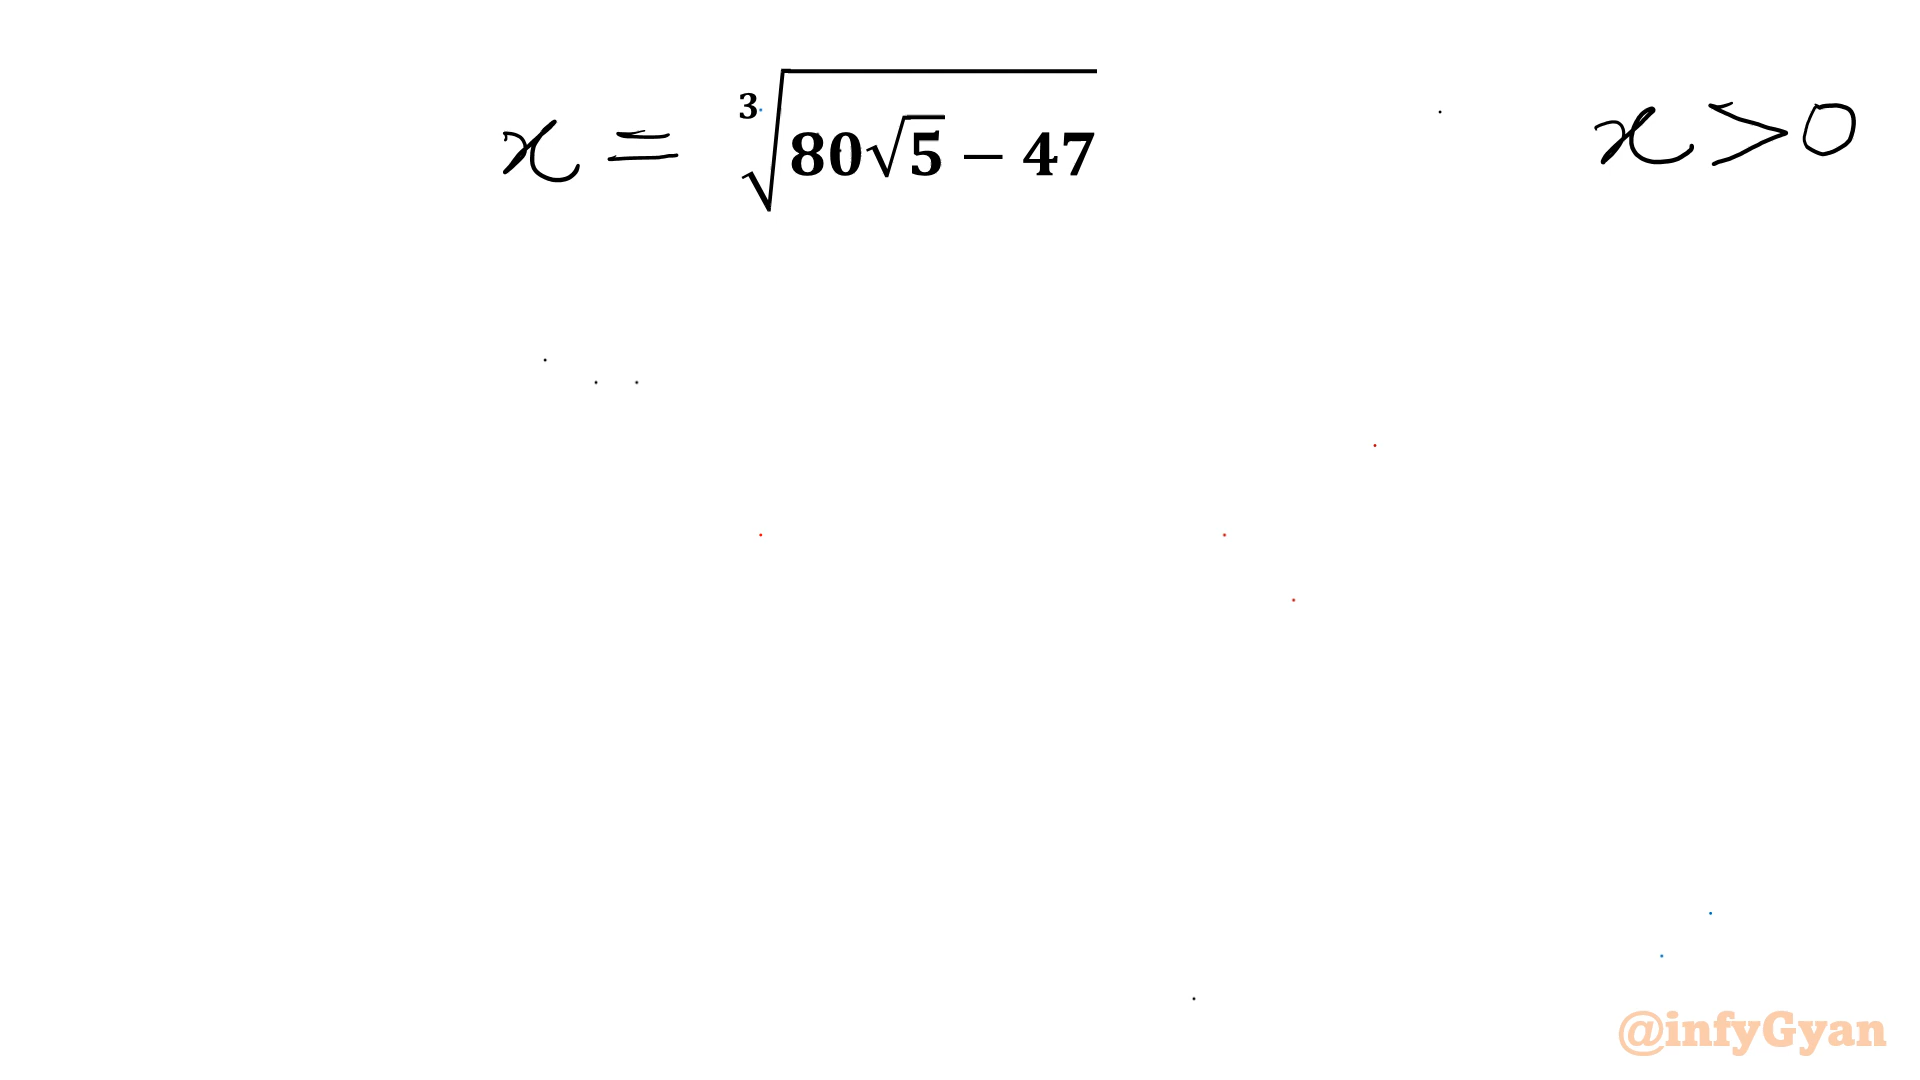 x = ∛(80√5 − 47) x > 0
@infyGyan